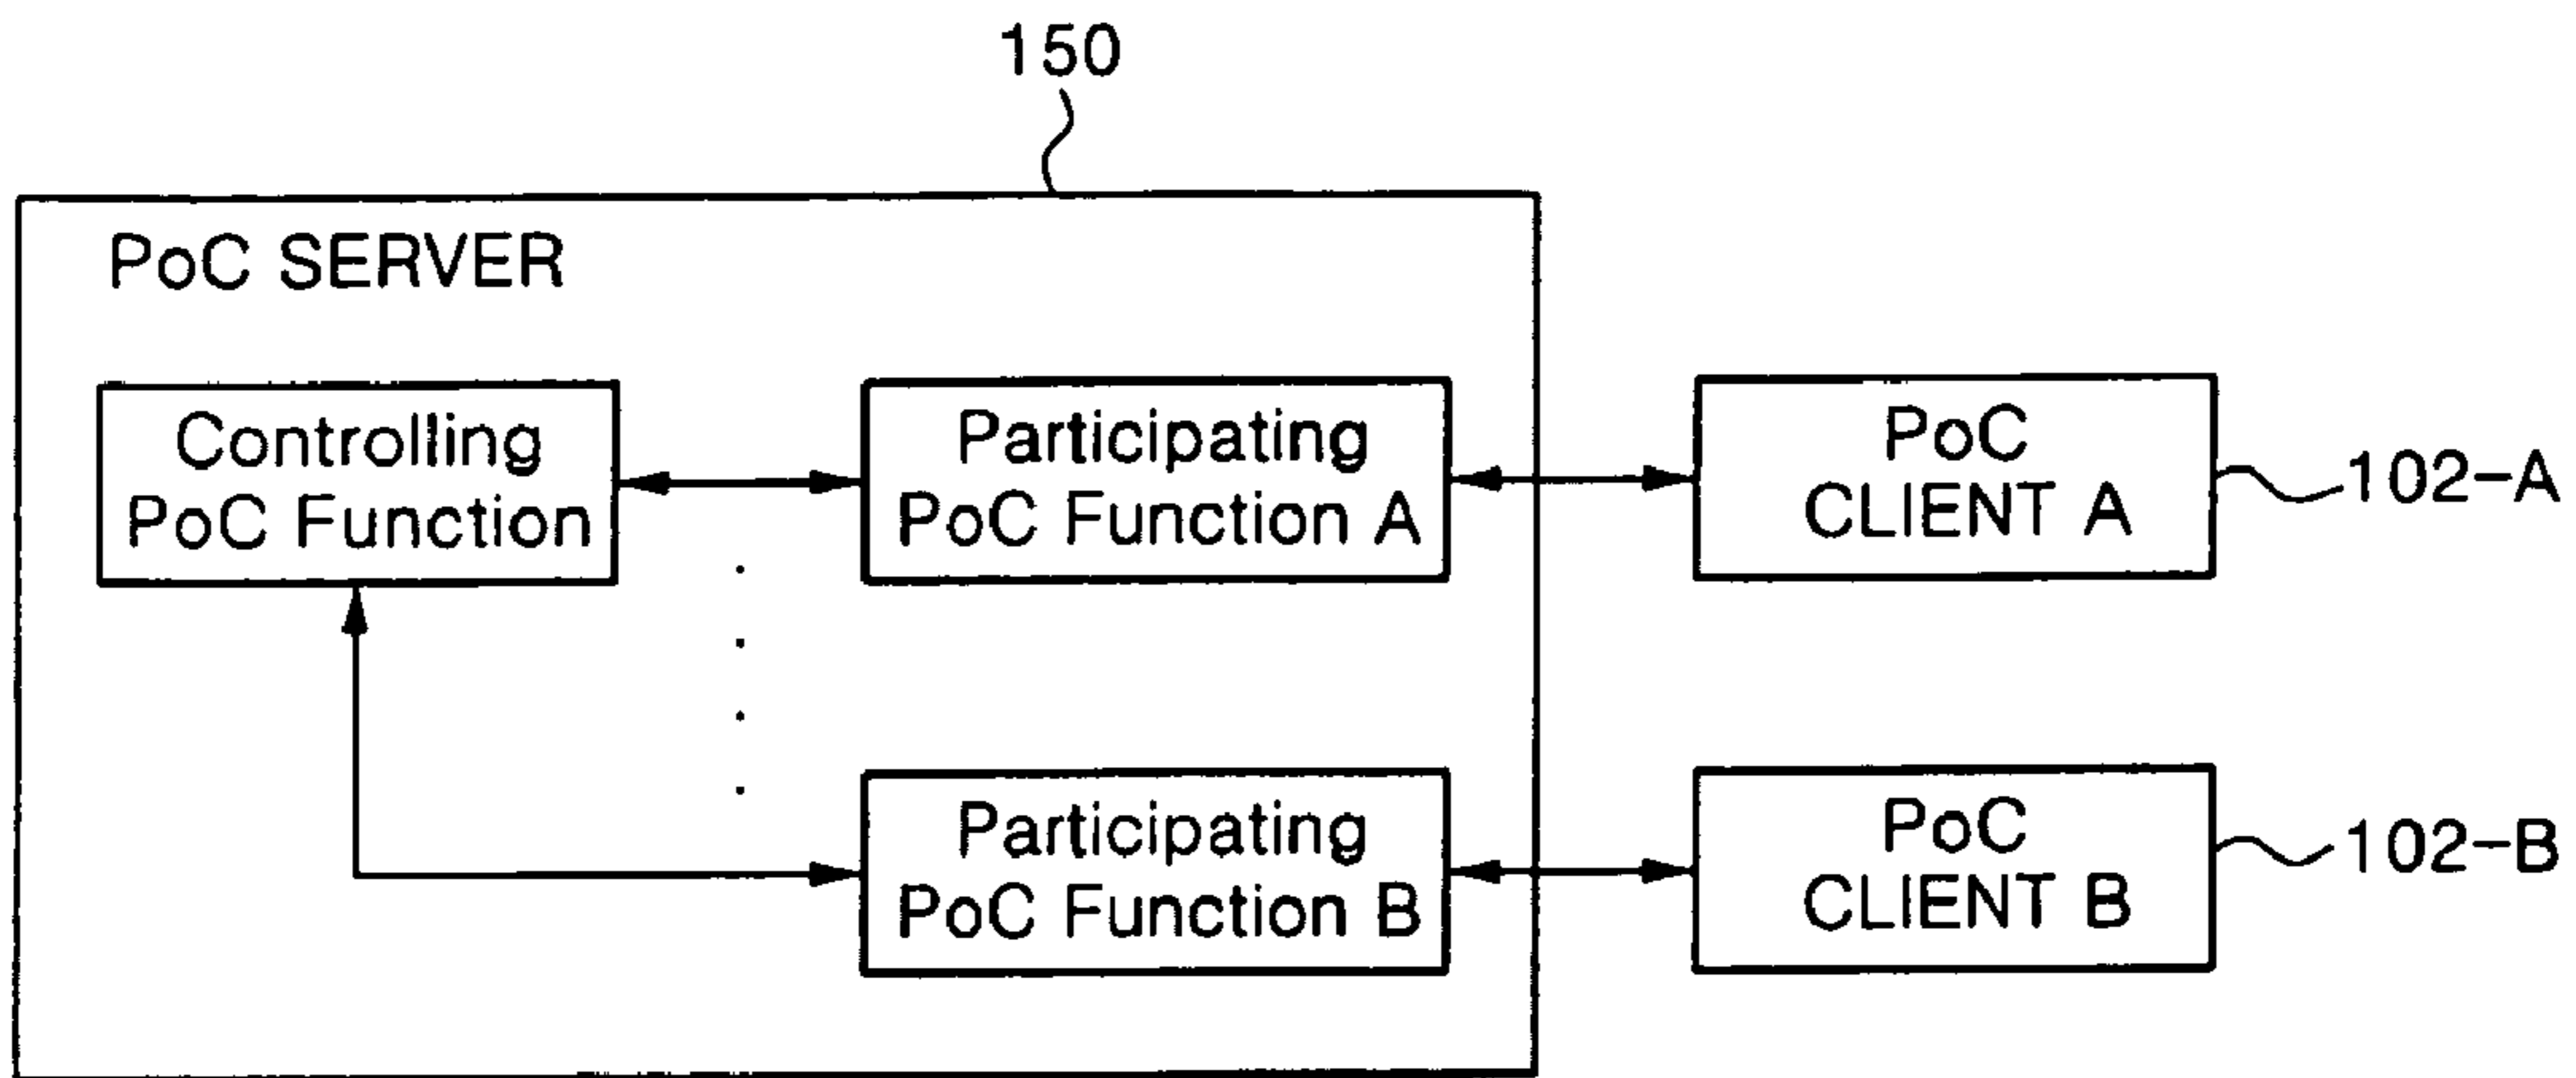 150
PoC SERVER
Controlling
PoC Function
Participating
PoC Function A
PoC
CLIENT A
102-A
Participating
PoC Function B
PoC
CLIENT B
102-B